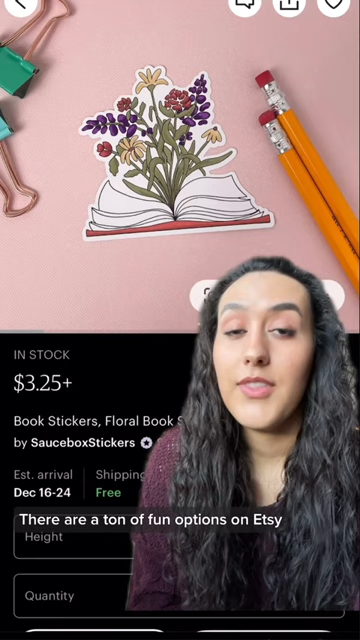 IN STOCK
$3.25+
Book Stickers, Floral Book
by SauceboxStickers
Est. arrival
Shipping
Dec 16-24
Free
There are a ton of fun options on Etsy
Height
Quantity